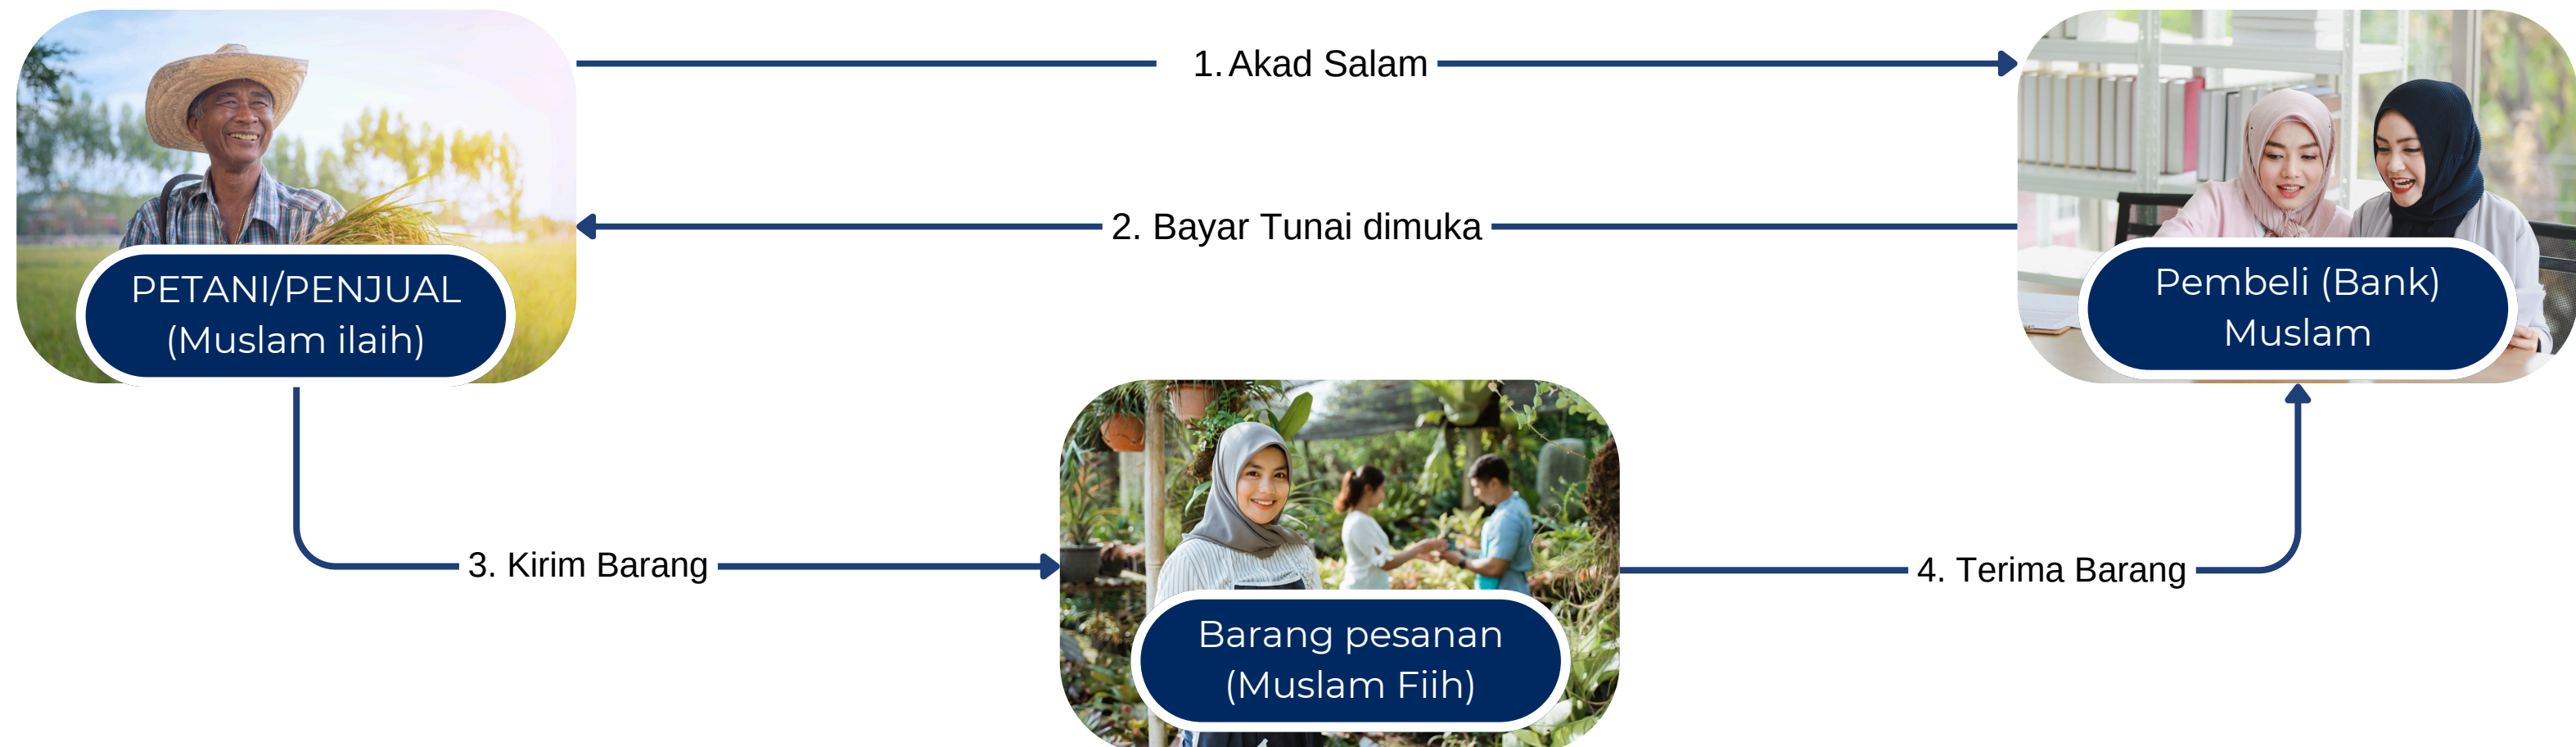 1. Akad Salam
2. Bayar Tunai dimuka
PETANI/PENJUAL
(Muslam ilaih)
Pembeli (Bank)
Muslam
3. Kirim Barang
4. Terima Barang
Barang pesanan
(Muslam Fiih)